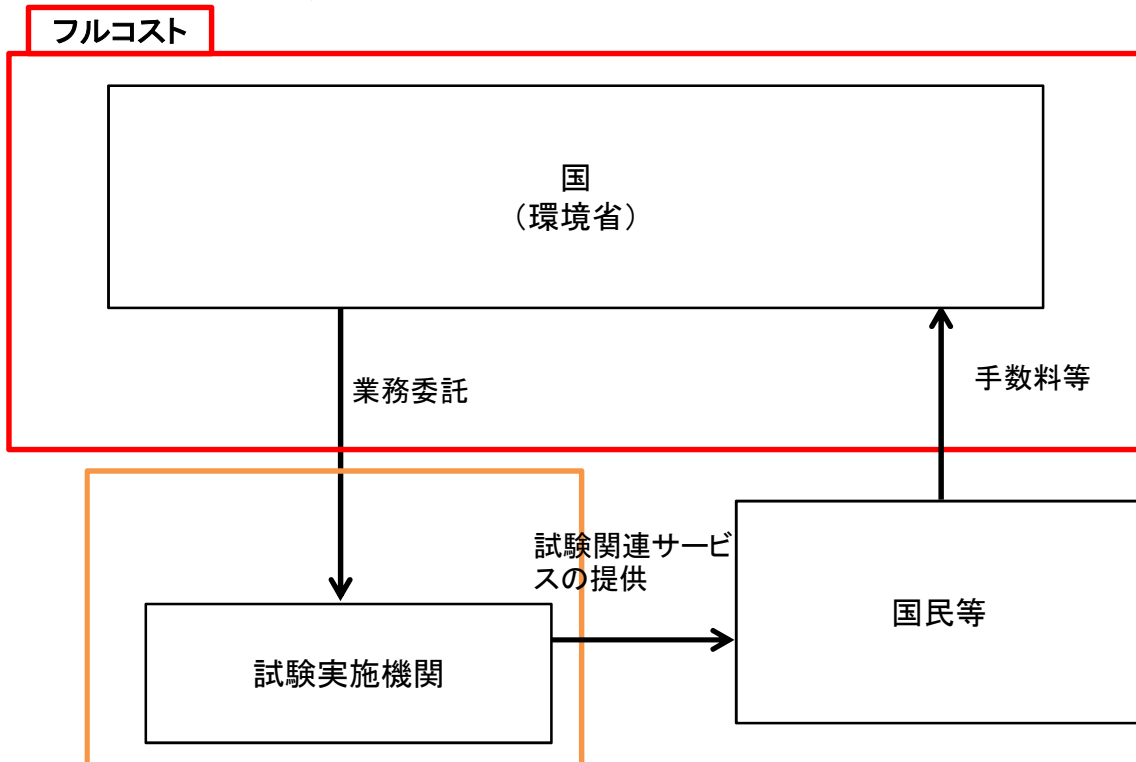 フルコスト
国
（環境省）
業務委託
手数料等
試験関連サービ
スの提供
国民等
試験実施機関